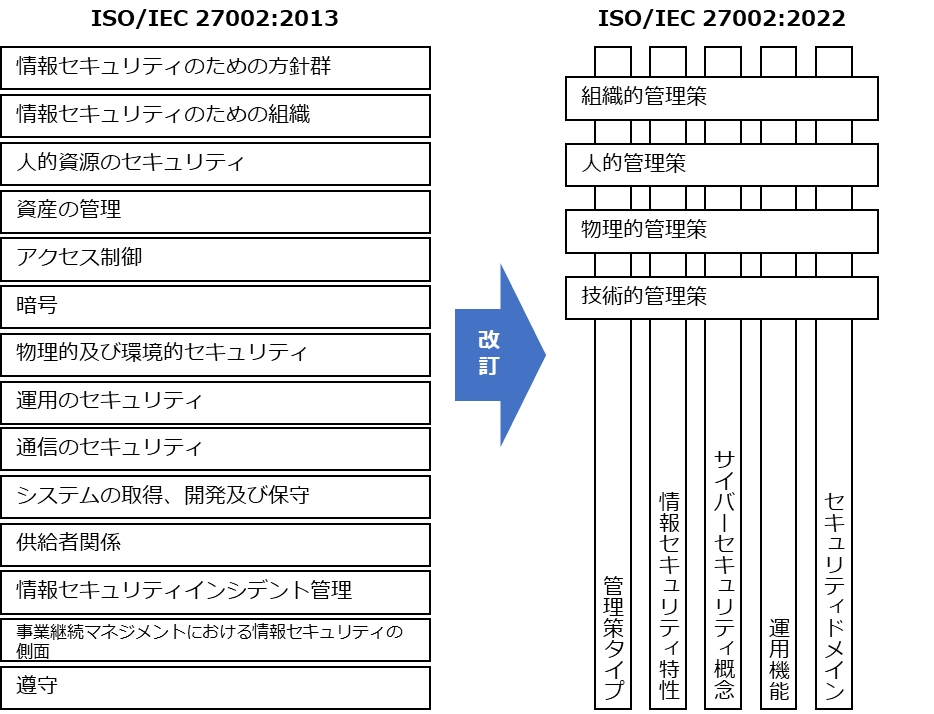 ISO/IEC 27002:2013
情報セキュリティのための方針群
情報セキュリティのための組織
人的資源のセキュリティ
資産の管理
アクセス制御
暗号
物理的及び環境的セキュリティ
運用のセキュリティ
通信のセキュリティ
システムの取得、開発及び保守
供給者関係
情報セキュリティインシデント管理
事業継続マネジメントにおける情報セキュリティの
側面
遵守
改
訂
ISO/IEC 27002:2022
組織的管理策
人的管理策
物理的管理策
技術的管理策
管理策タイプ
情報セキュリティ特性
サイバーセキュリティ概念
運用機能
セキュリティドメイン